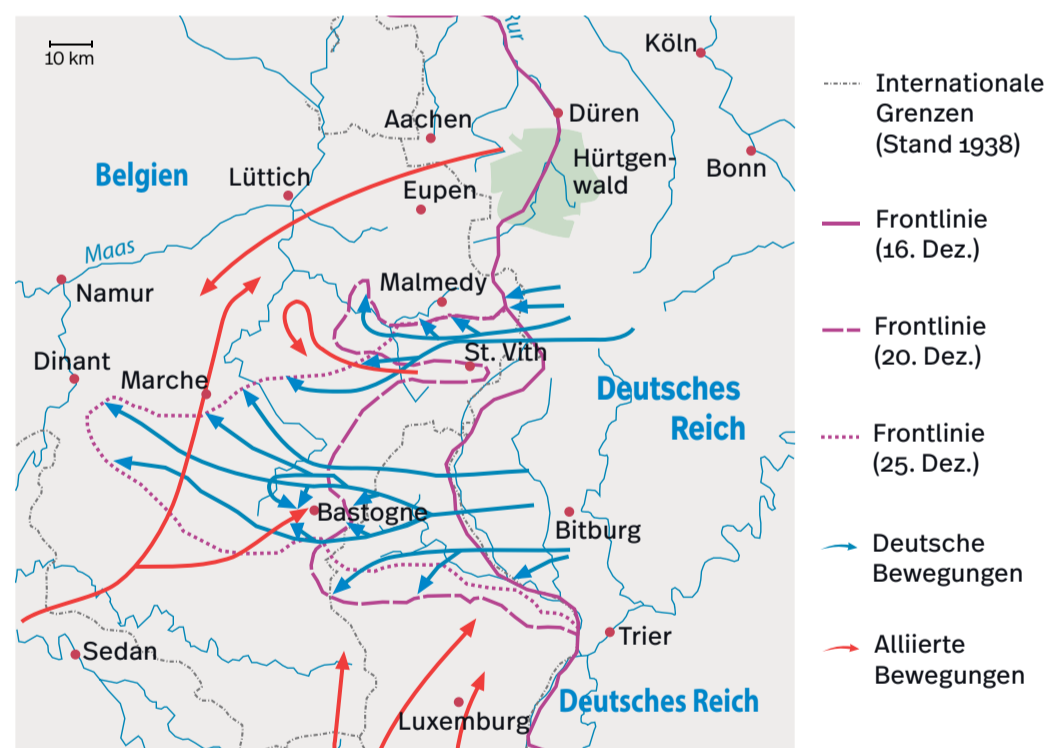 Rur
Köln
10 km
Aachen
Düren
Belgien
Lüttich
Eupen
Hürtgen-
wald
Bonn
Maas
Namur
Malmedy
Dinant
Marche
St. Vith
Deutsches
Reich
Bastogne
Bitburg
Sedan
Trier
Luxemburg
Deutsches Reich
Internationale
Grenzen
(Stand 1938)
Frontlinie
(16. Dez.)
Frontlinie
(20. Dez.)
Frontlinie
(25. Dez.)
Deutsche
Bewegungen
Alliierte
Bewegungen